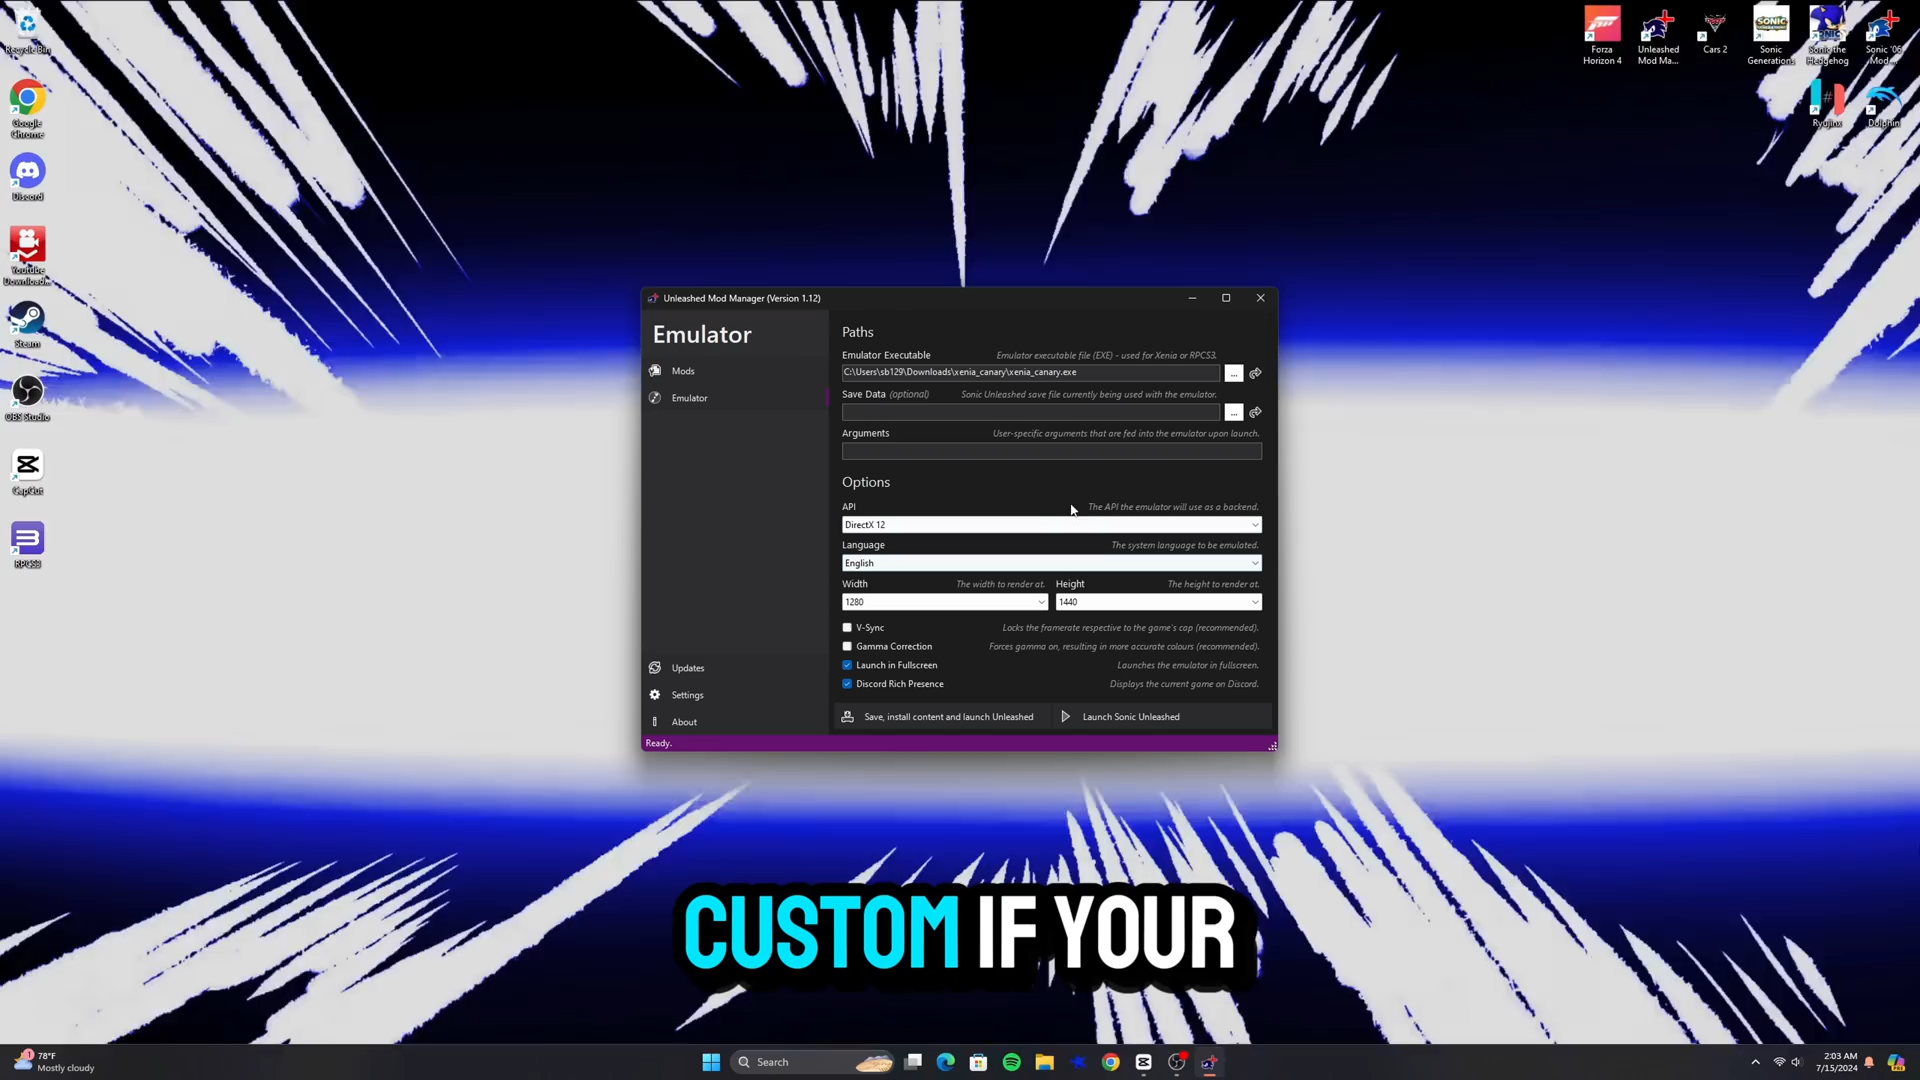 Recycle Bin
Google
Chrome
Discord
Youtube
Download...
Steam
OBS Studio
CapCut
RPCS3
Forza
Horizon 4
Unleashed
Mod Ma...
Cars 2
Sonic
Generations
Sonic the
Hedgehog
Sonic '06
Mod ...
Ryujinx
Dolphin
Unleashed Mod Manager (Version 1.12)
Emulator
Mods
Emulator
Updates
Settings
About
Paths
Emulator Executable Emulator executable file (EXE) - used for Xenia or RPCS3.
C:\Users\sb129\Downloads\xenia_canary\xenia_canary.exe ...
Save Data (optional) Sonic Unleashed save file currently being used with the emulator.
...
Arguments User-specific arguments that are fed into the emulator upon launch.
Options
API The API the emulator will use as a backend.
DirectX 12
Language The system language to be emulated.
English
Width The width to render at. Height The height to render at.
1280 1440
V-Sync Locks the framerate respective to the game's cap (recommended).
Gamma Correction Forces gamma on, resulting in more accurate colours (recommended).
Launch in Fullscreen Launches the emulator in fullscreen.
Discord Rich Presence Displays the current game on Discord.
Save, install content and launch Unleashed Launch Sonic Unleashed
Ready.
CUSTOM IF YOUR
1
78°F
Mostly cloudy
Search
2:03 AM
7/15/2024